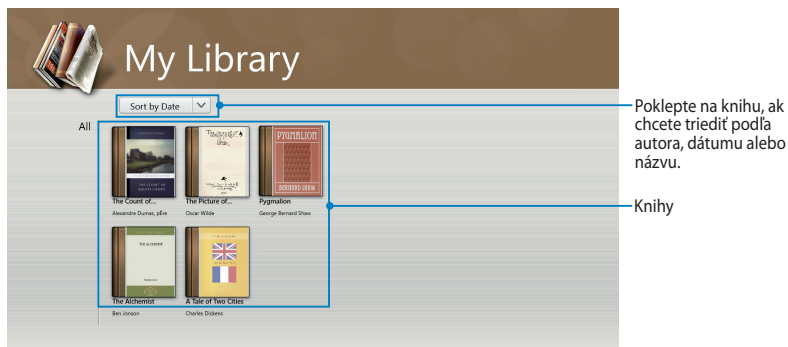 My Library
Sort by Date
Poklepte na knihu, ak
chcete triediť podľa
autora, dátumu alebo
názvu.
All
PYGMALION
BERNARD SHAW
The Count of...
The Picture of...
Pygmalion
Alexandre Dumas, pÈre
Oscar Wilde
George Bernard Shaw
Knihy
THE ALCHEMIST
The Alchemist
A Tale of Two Cities
Ben Jonson
Charles Dickens